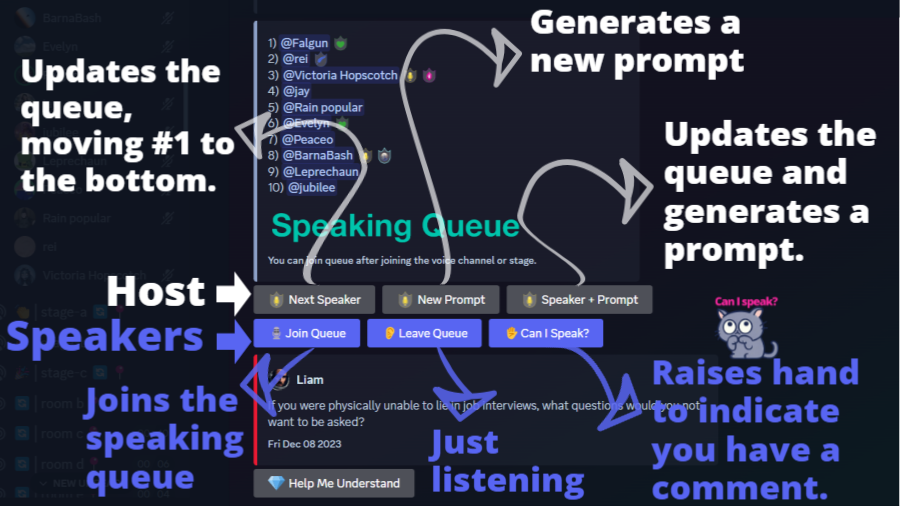 BarnaBash
Evelyn
Leprechaun
Rain popular
rei
Victoria Hopscotch
stage-a
stage-c
room b
room c
room d
Updates the
queue,
moving #1 to
the bottom.
1) @Falgun
2) @rei
3) @Victoria Hopscotch
4) @jay
5) @Rain popular
6) @Evelyn
7) @Peaceo
8) @BarnaBash
9) @Leprechaun
10) @jubilee
Speaking Queue
You can join queue after joining the voice channel or stage.
Generates a
new prompt
Updates the
queue and
generates a
prompt.
Host
Next Speaker
New Prompt
Speaker + Prompt
Speakers
Join Queue
Leave Queue
Can I Speak?
Can I speak?
Liam
If you were physically unable to lie in job interviews, what questions would you not
want to be asked?
Fri Dec 08 2023
Help Me Understand
Joins the
speaking
queue
Just
listening
Raises hand
to indicate
you have a
comment.